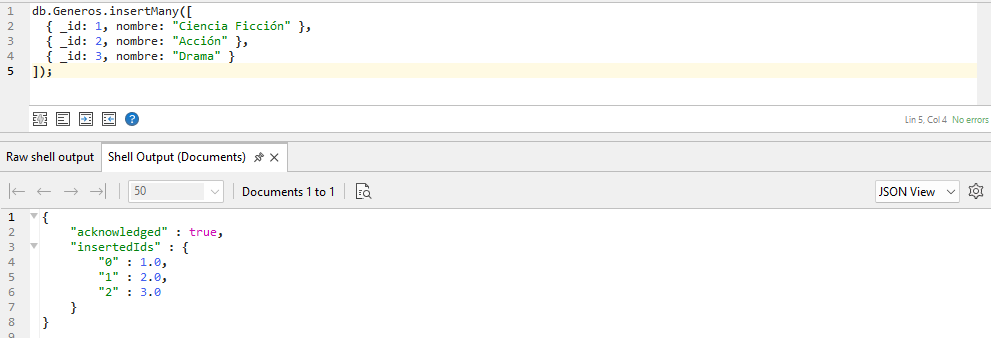 1 db.Generos.insertMany([
2 { _id: 1, nombre: "Ciencia Ficción" },
3 { _id: 2, nombre: "Acción" },
4 { _id: 3, nombre: "Drama" }
5 ]);
Lin 5, Col 4 No errors
Raw shell output Shell Output (Documents)
50 Documents 1 to 1 JSON View
1 {
2 "acknowledged" : true,
3 "insertedIds" : {
4 "0" : 1.0,
5 "1" : 2.0,
6 "2" : 3.0
7 }
8 }
9